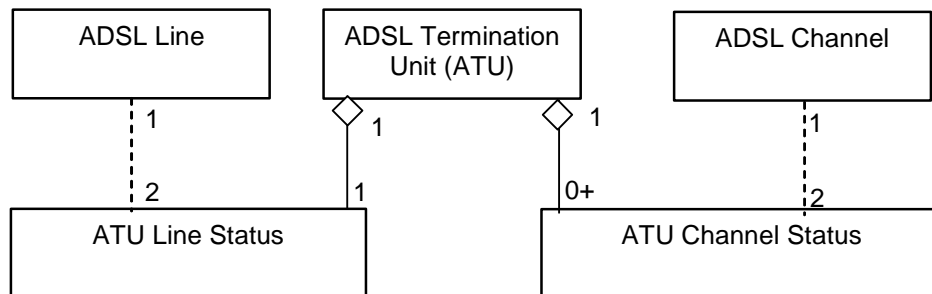 ADSL Line
ADSL Termination
Unit (ATU)
ADSL Channel
1
1
1
1
2
1
0+
2
ATU Line Status
ATU Channel Status